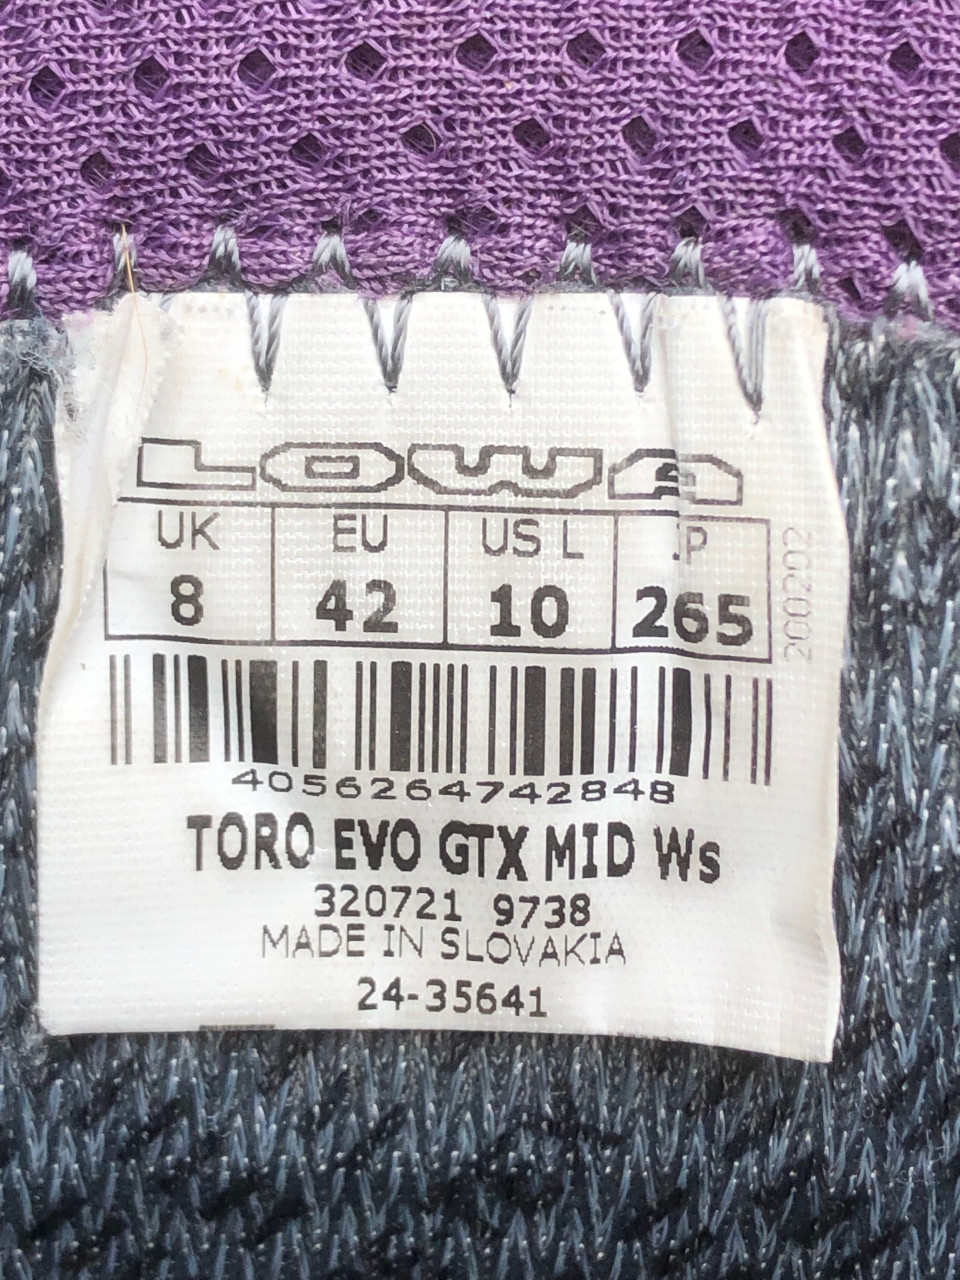 LOWA
UK EU US L JP
8 42 10 265
200202
4056264742848
TORO EVO GTX MID Ws
320721 9738
MADE IN SLOVAKIA
24-35641